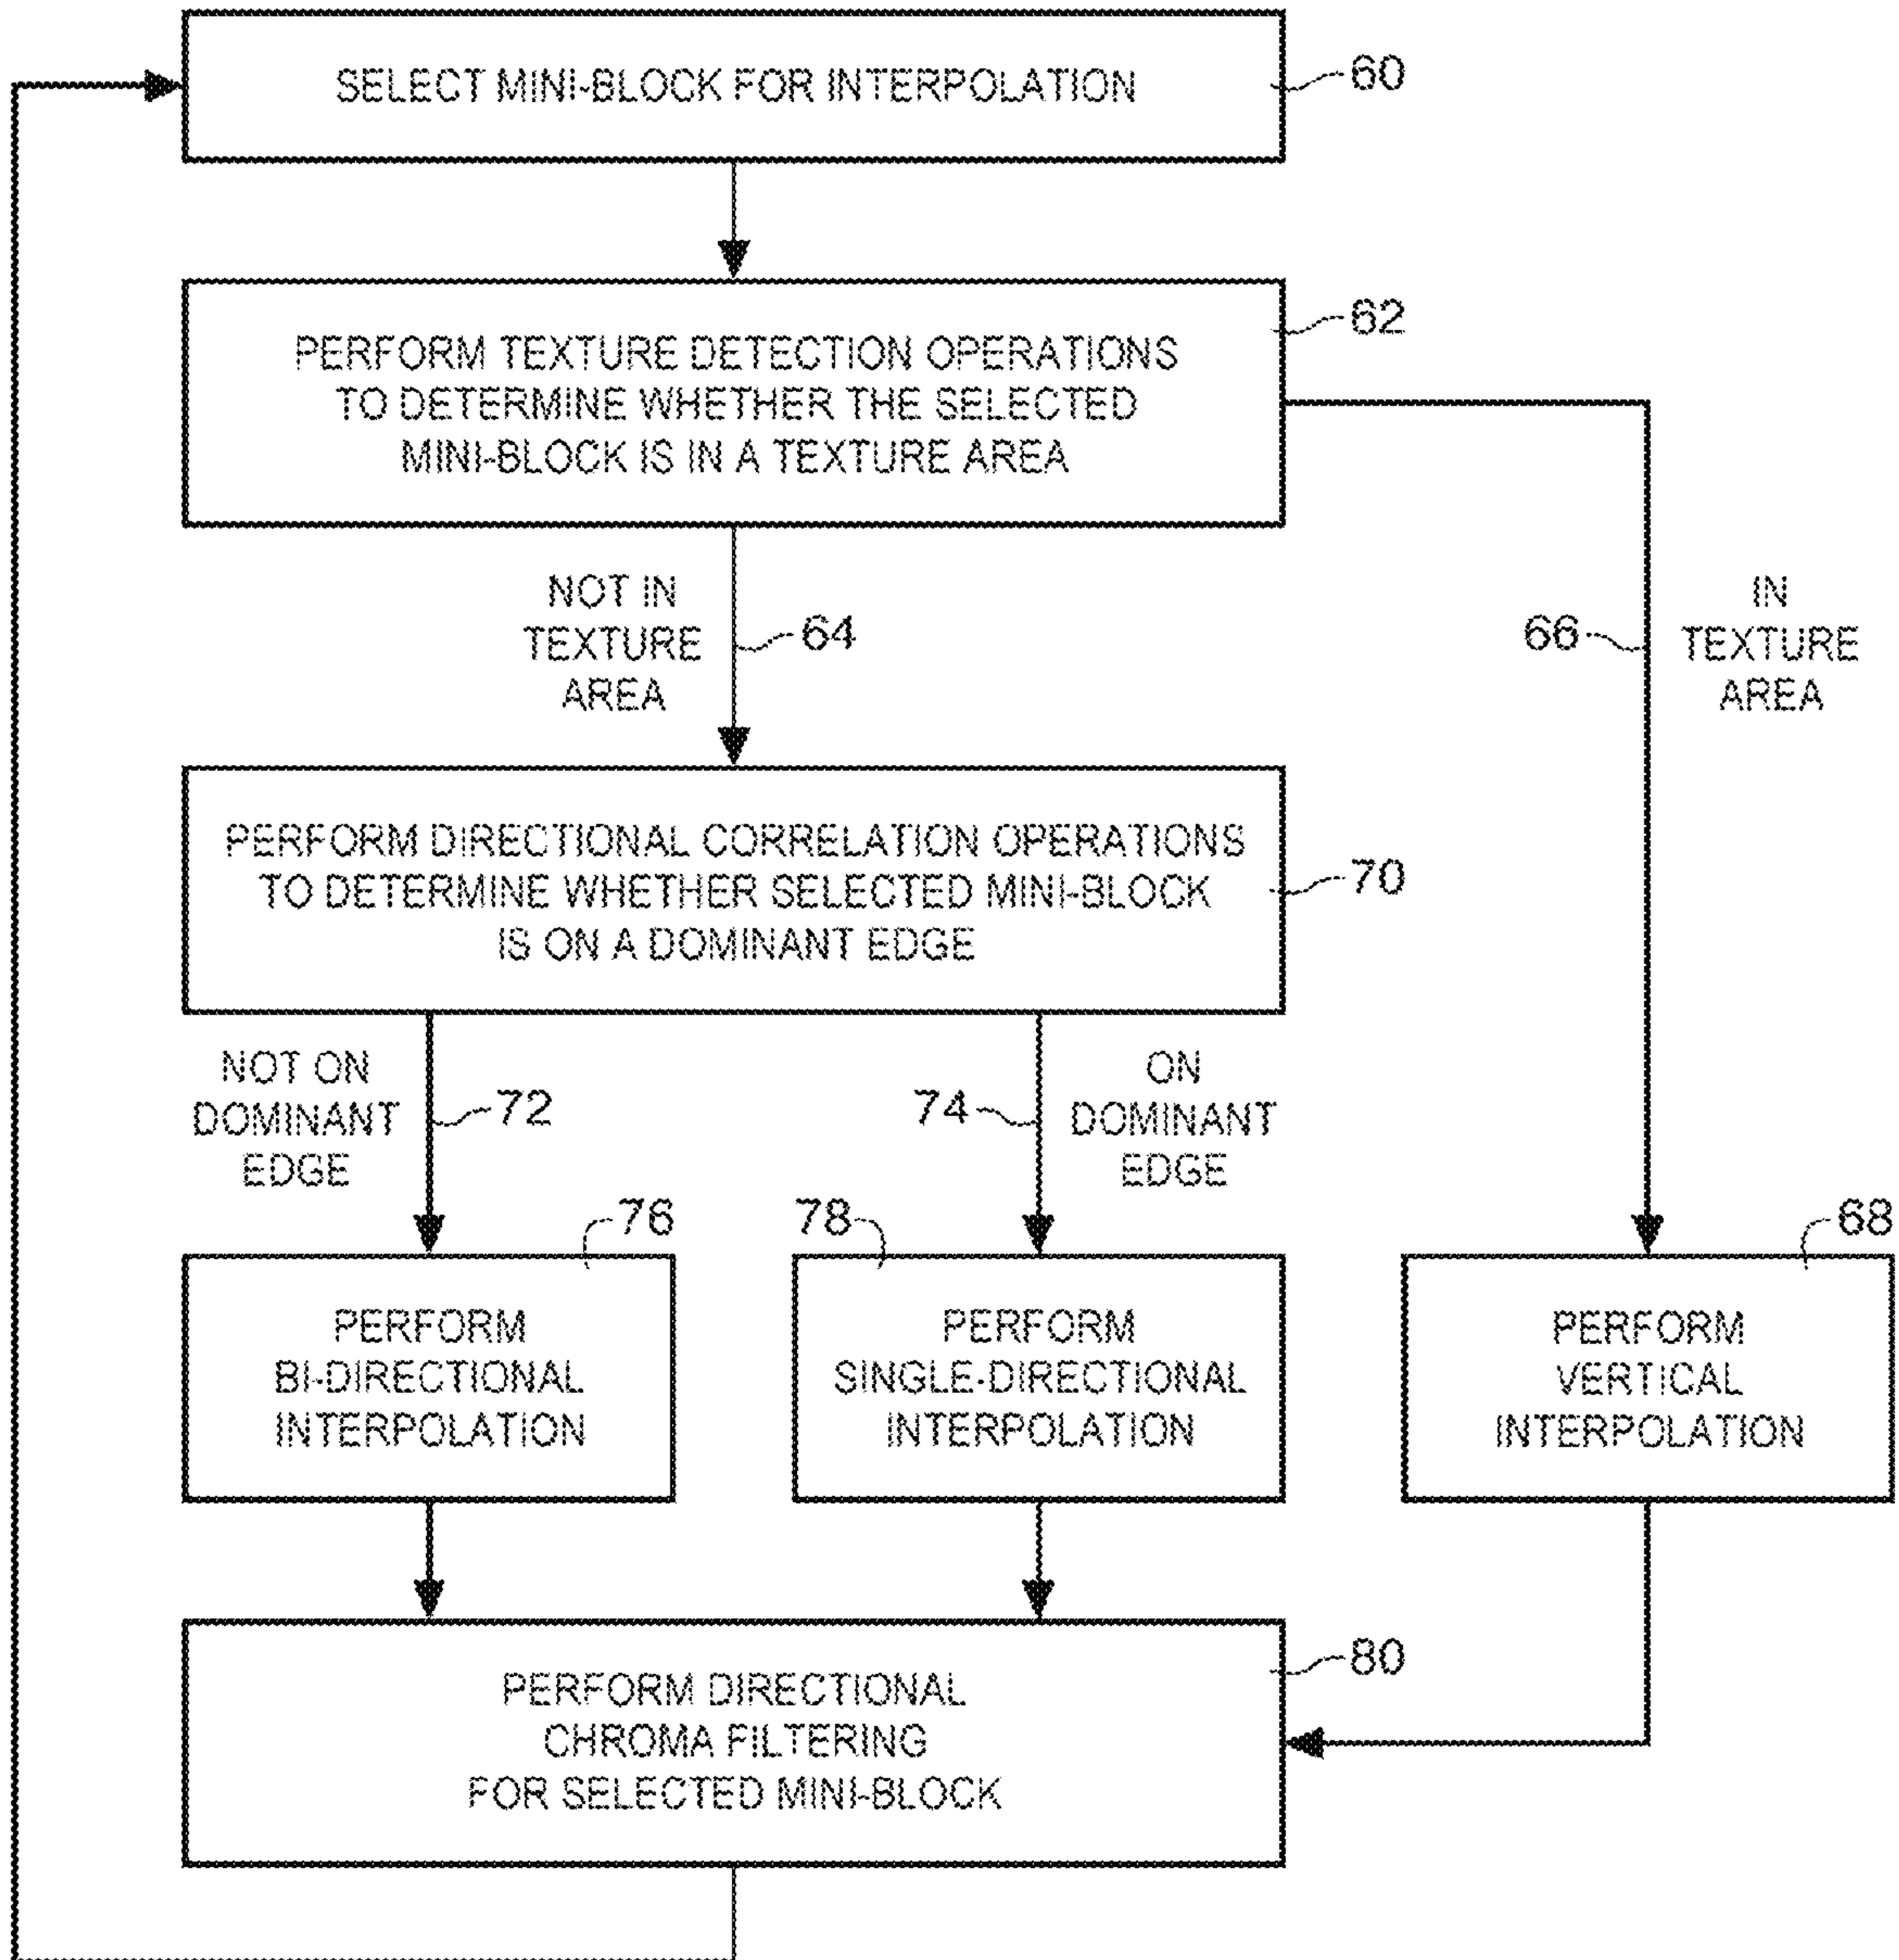 SELECT MINI-BLOCK FOR INTERPOLATION
60
PERFORM TEXTURE DETECTION OPERATIONS
TO DETERMINE WHETHER THE SELECTED
MINI-BLOCK IS IN A TEXTURE AREA
62
NOT IN
TEXTURE
AREA
64
66
IN
TEXTURE
AREA
PERFORM DIRECTIONAL CORRELATION OPERATIONS
TO DETERMINE WHETHER SELECTED MINI-BLOCK
IS ON A DOMINANT EDGE
70
NOT ON
DOMINANT
EDGE
72
74
ON
DOMINANT
EDGE
76
78
68
PERFORM
BI-DIRECTIONAL
INTERPOLATION
PERFORM
SINGLE-DIRECTIONAL
INTERPOLATION
PERFORM
VERTICAL
INTERPOLATION
80
PERFORM DIRECTIONAL
CHROMA FILTERING
FOR SELECTED MINI-BLOCK